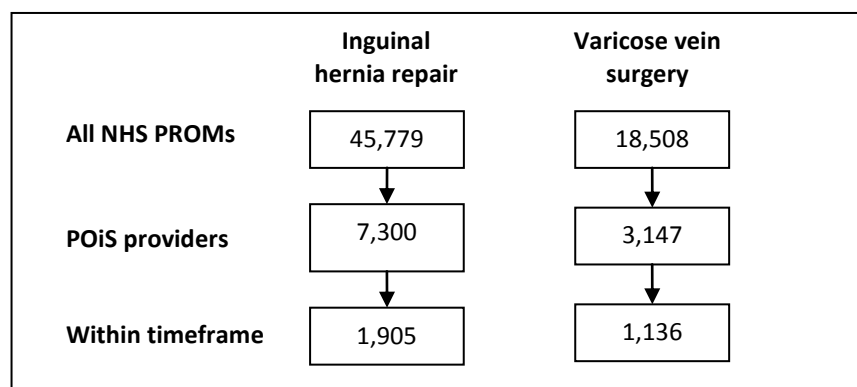 Inguinal
hernia repair
Varicose vein
surgery
All NHS PROMs
45,779
18,508
POiS providers
7,300
3,147
Within timeframe
1,905
1,136